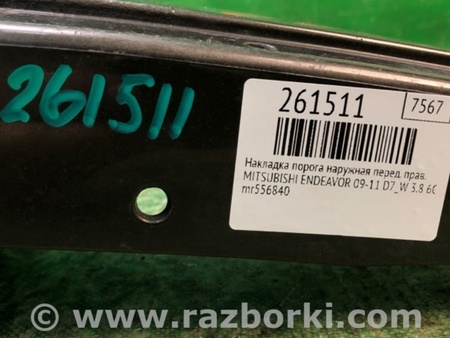 261511
261511
7567
Накладка порога наружная перед. прав.
MITSUBISHI ENDEAVOR 09-11 D7_W 3.8 6G
mr556840
© www.razborki.com